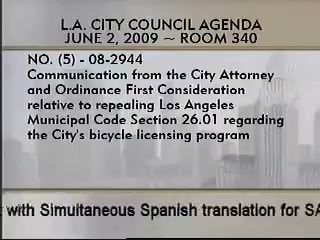 L.A. CITY COUNCIL AGENDA
JUNE 2, 2009 ~ ROOM 340
NO. (5) - 08-2944
Communication from the City Attorney
and Ordinance First Consideration
relative to repealing Los Angeles
Municipal Code Section 26.01 regarding
the City's bicycle licensing program
with Simultaneous Spanish translation for SA